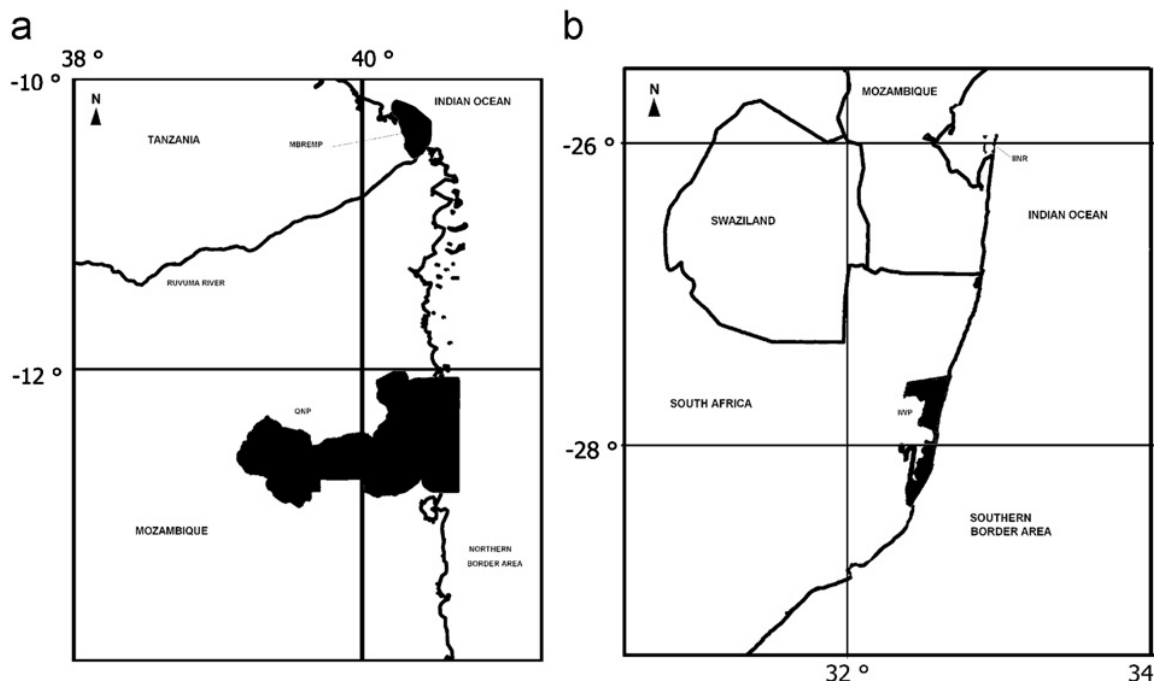 a
38 °
40 °
-10 °
N
INDIAN OCEAN
TANZANIA
MBREMP
RUVUMA RIVER
-12 °
QNP
MOZAMBIQUE
NORTHERN
BORDER AREA
b
MOZAMBIQUE
N
-26 °
IINR
SWAZILAND
INDIAN OCEAN
SOUTH AFRICA
IWP
-28 °
SOUTHERN
BORDER AREA
32 °
34